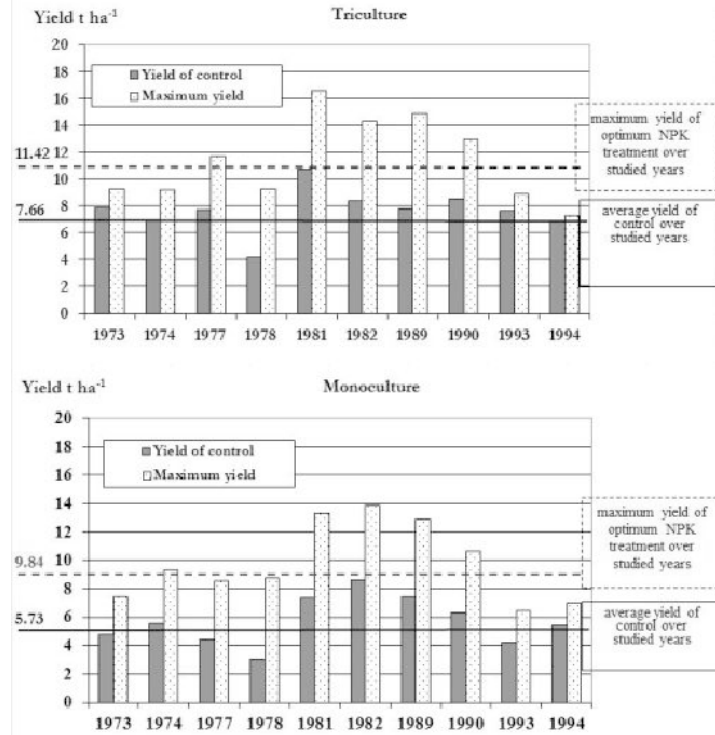 Yield t ha⁻¹
Triculture
20
18
16
14
12
10
8
6
4
2
0
11.42
7.66
Yield of control
Maximum yield
1973 1974 1977 1978 1981 1982 1989 1990 1993 1994
maximum yield of
optimum NPK
treatment over
studied years
average yield of
control over
studied years
Yield t ha⁻¹
Monoculture
20
18
16
14
12
10
8
6
4
2
0
9.84
5.73
Yield of control
Maximum yield
1973 1974 1977 1978 1981 1982 1989 1990 1993 1994
maximum yield of
optimum NPK
treatment over
studied years
average yield of
control over
studied years